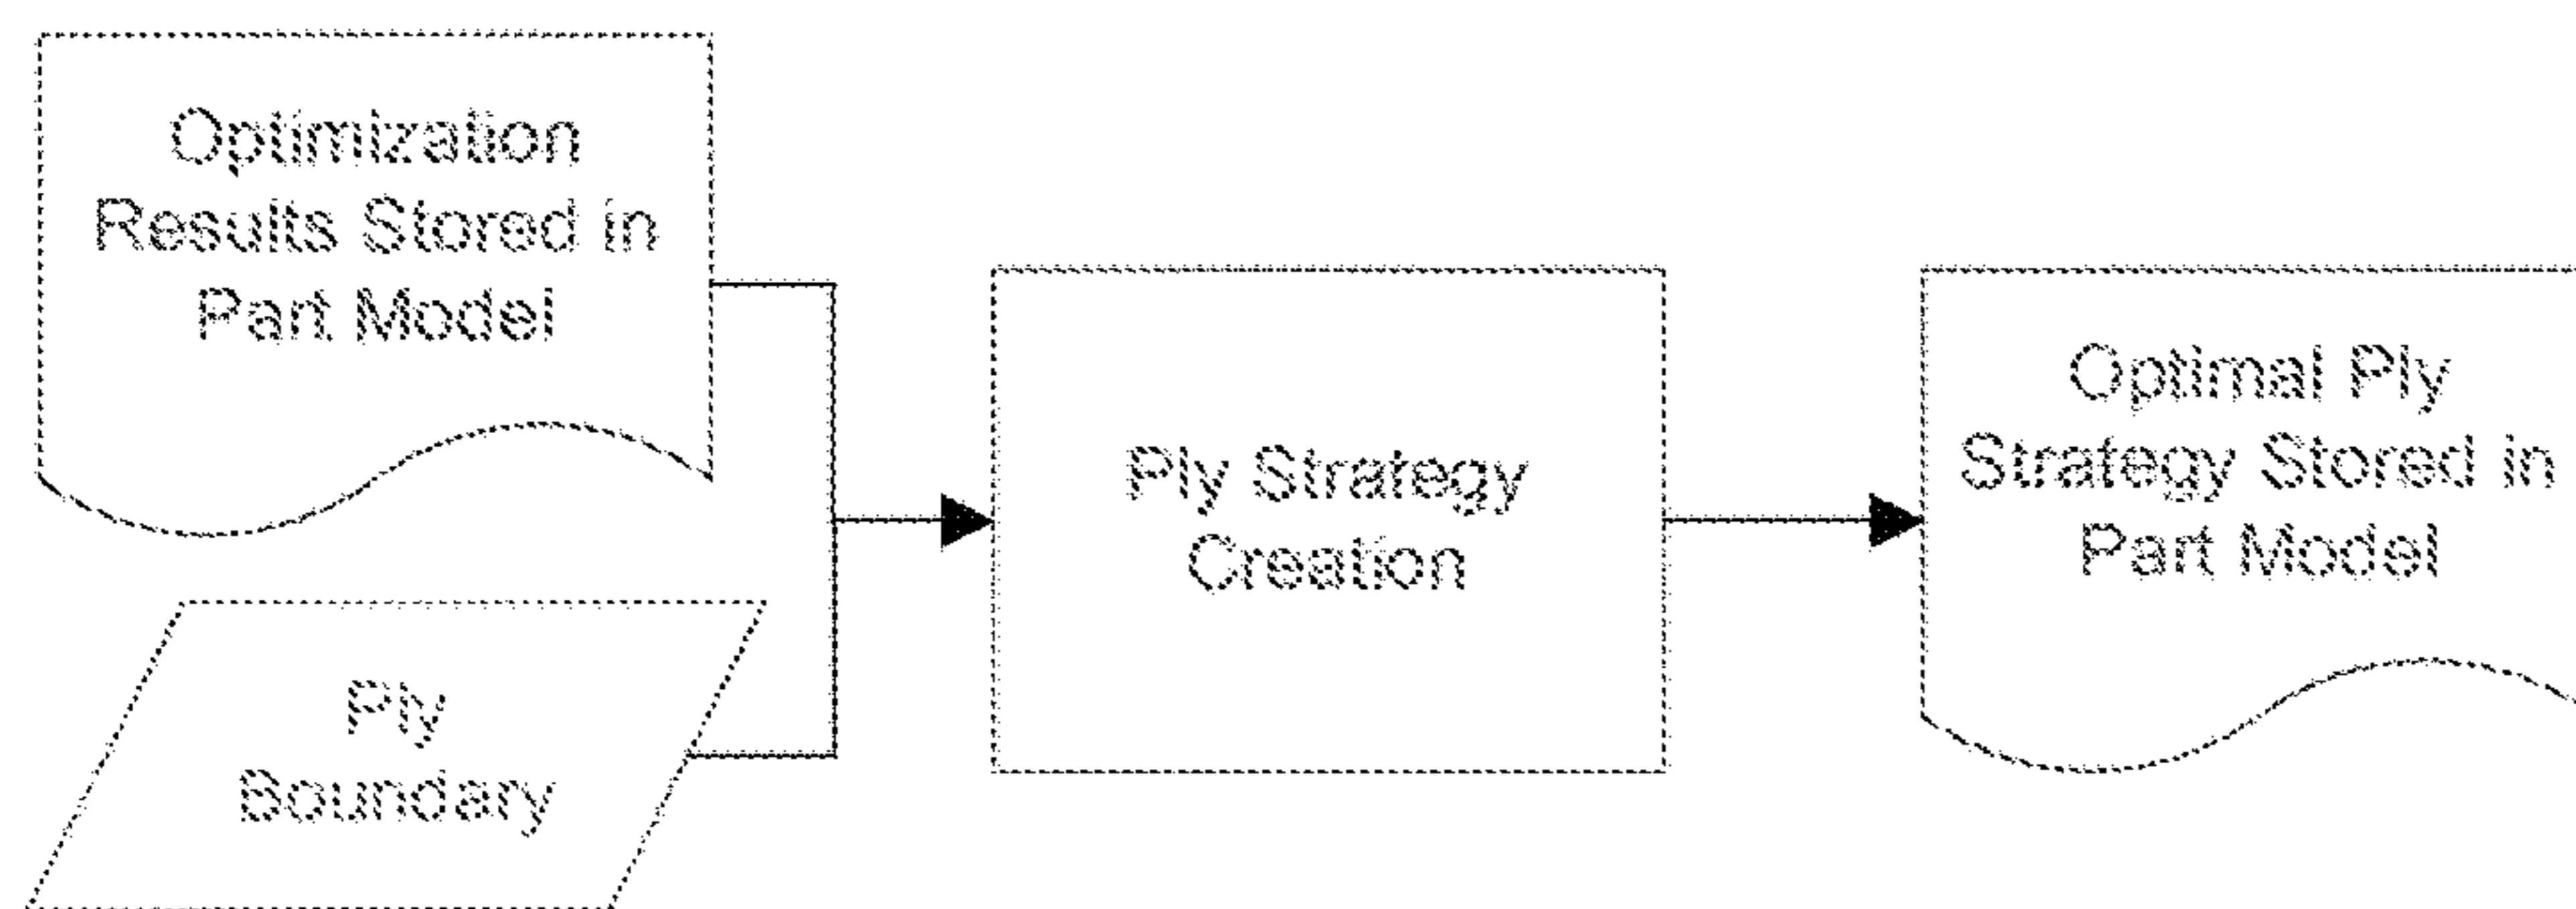 Optimization
Results Stored in
Part Model
Ply
Boundary
Ply Strategy
Creation
Optimal Ply
Strategy Stored in
Part Model